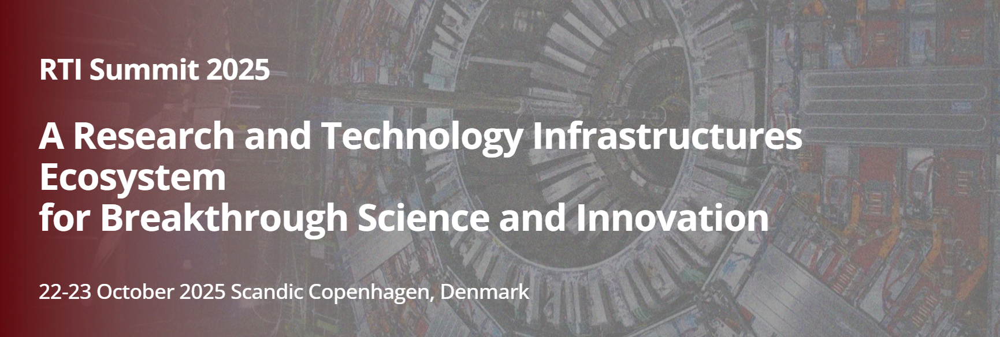 RTI Summit 2025
A Research and Technology Infrastructures
Ecosystem
for Breakthrough Science and Innovation
22-23 October 2025 Scandic Copenhagen, Denmark